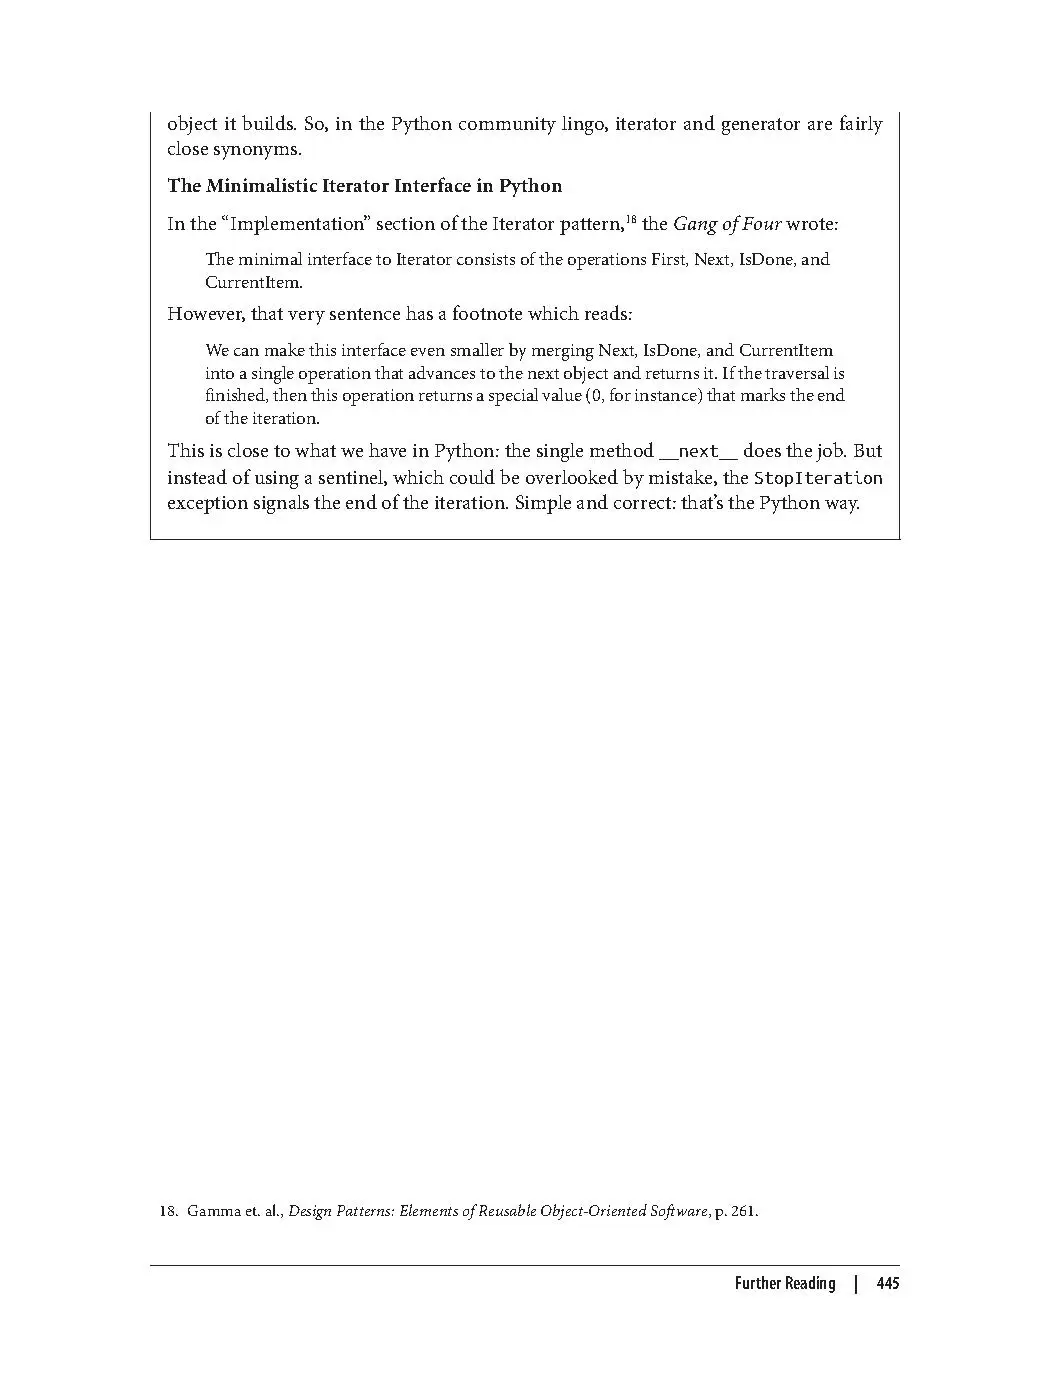 object it builds. So, in the Python community lingo, iterator and generator are fairly
close synonyms.
The Minimalistic Iterator Interface in Python
In the “Implementation” section of the Iterator pattern,18 the Gang of Four wrote:
The minimal interface to Iterator consists of the operations First, Next, IsDone, and
CurrentItem.
However, that very sentence has a footnote which reads:
We can make this interface even smaller by merging Next, IsDone, and CurrentItem
into a single operation that advances to the next object and returns it. If the traversal is
finished, then this operation returns a special value (0, for instance) that marks the end
of the iteration.
This is close to what we have in Python: the single method __next__ does the job. But
instead of using a sentinel, which could be overlooked by mistake, the StopIteration
exception signals the end of the iteration. Simple and correct: that’s the Python way.
18. Gamma et. al., Design Patterns: Elements of Reusable Object-Oriented Software, p. 261.
Further Reading | 445